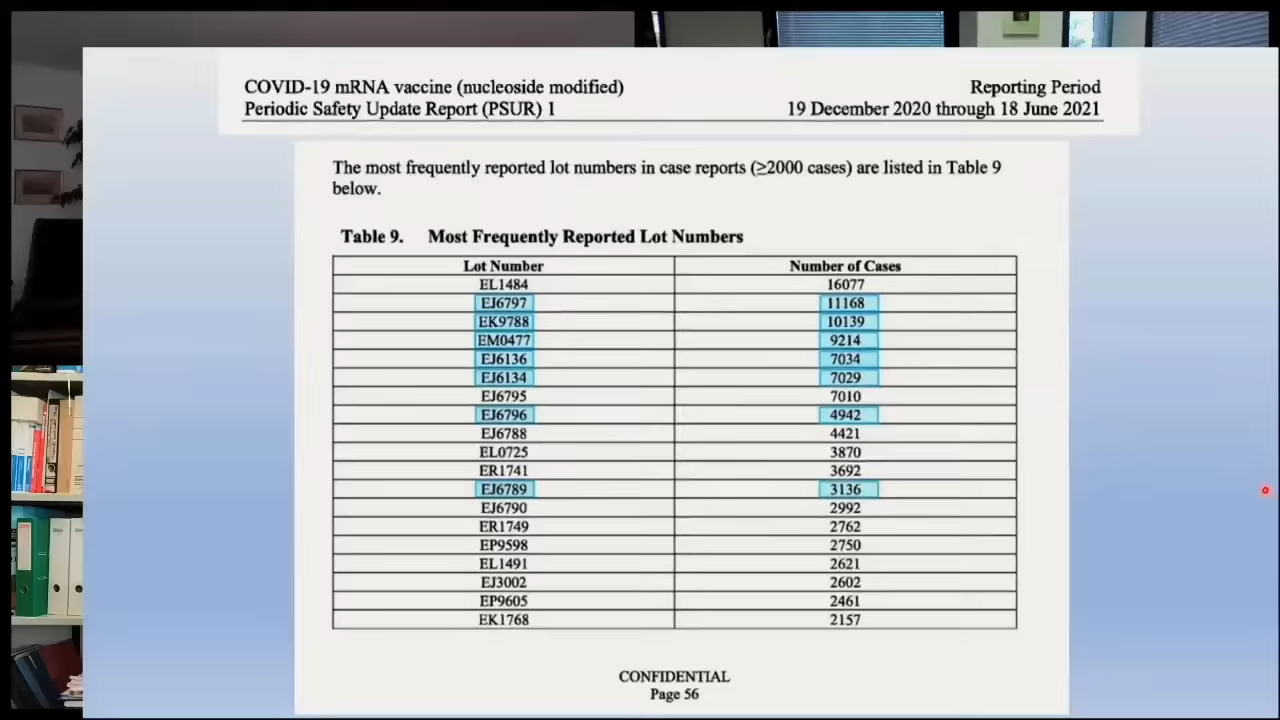 COVID-19 mRNA vaccine (nucleoside modified) Reporting Period
Periodic Safety Update Report (PSUR) 1 19 December 2020 through 18 June 2021
The most frequently reported lot numbers in case reports (≥2000 cases) are listed in Table 9
below.
Table 9. Most Frequently Reported Lot Numbers
Lot Number Number of Cases
EL1484 16077
EJ6797 11168
EK9788 10139
EM0477 9214
EJ6136 7034
EJ6134 7029
EJ6795 7010
EJ6796 4942
EJ6788 4421
EL0725 3870
ER1741 3692
EJ6789 3136
EJ6790 2992
ER1749 2762
EP9598 2750
EL1491 2621
EJ3002 2602
EP9605 2461
EK1768 2157
CONFIDENTIAL
Page 56